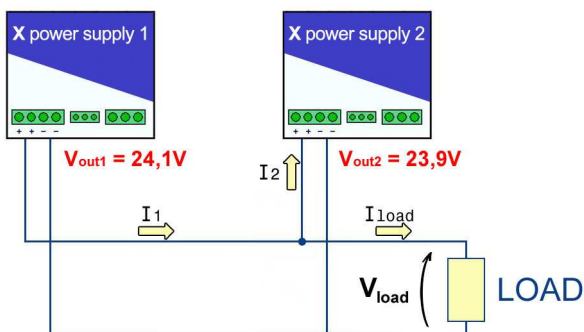 X power supply 1
X power supply 2
+ + − −
+ + − −
Vout1 = 24,1V
Vout2 = 23,9V
I2
I1
Iload
Vload
LOAD